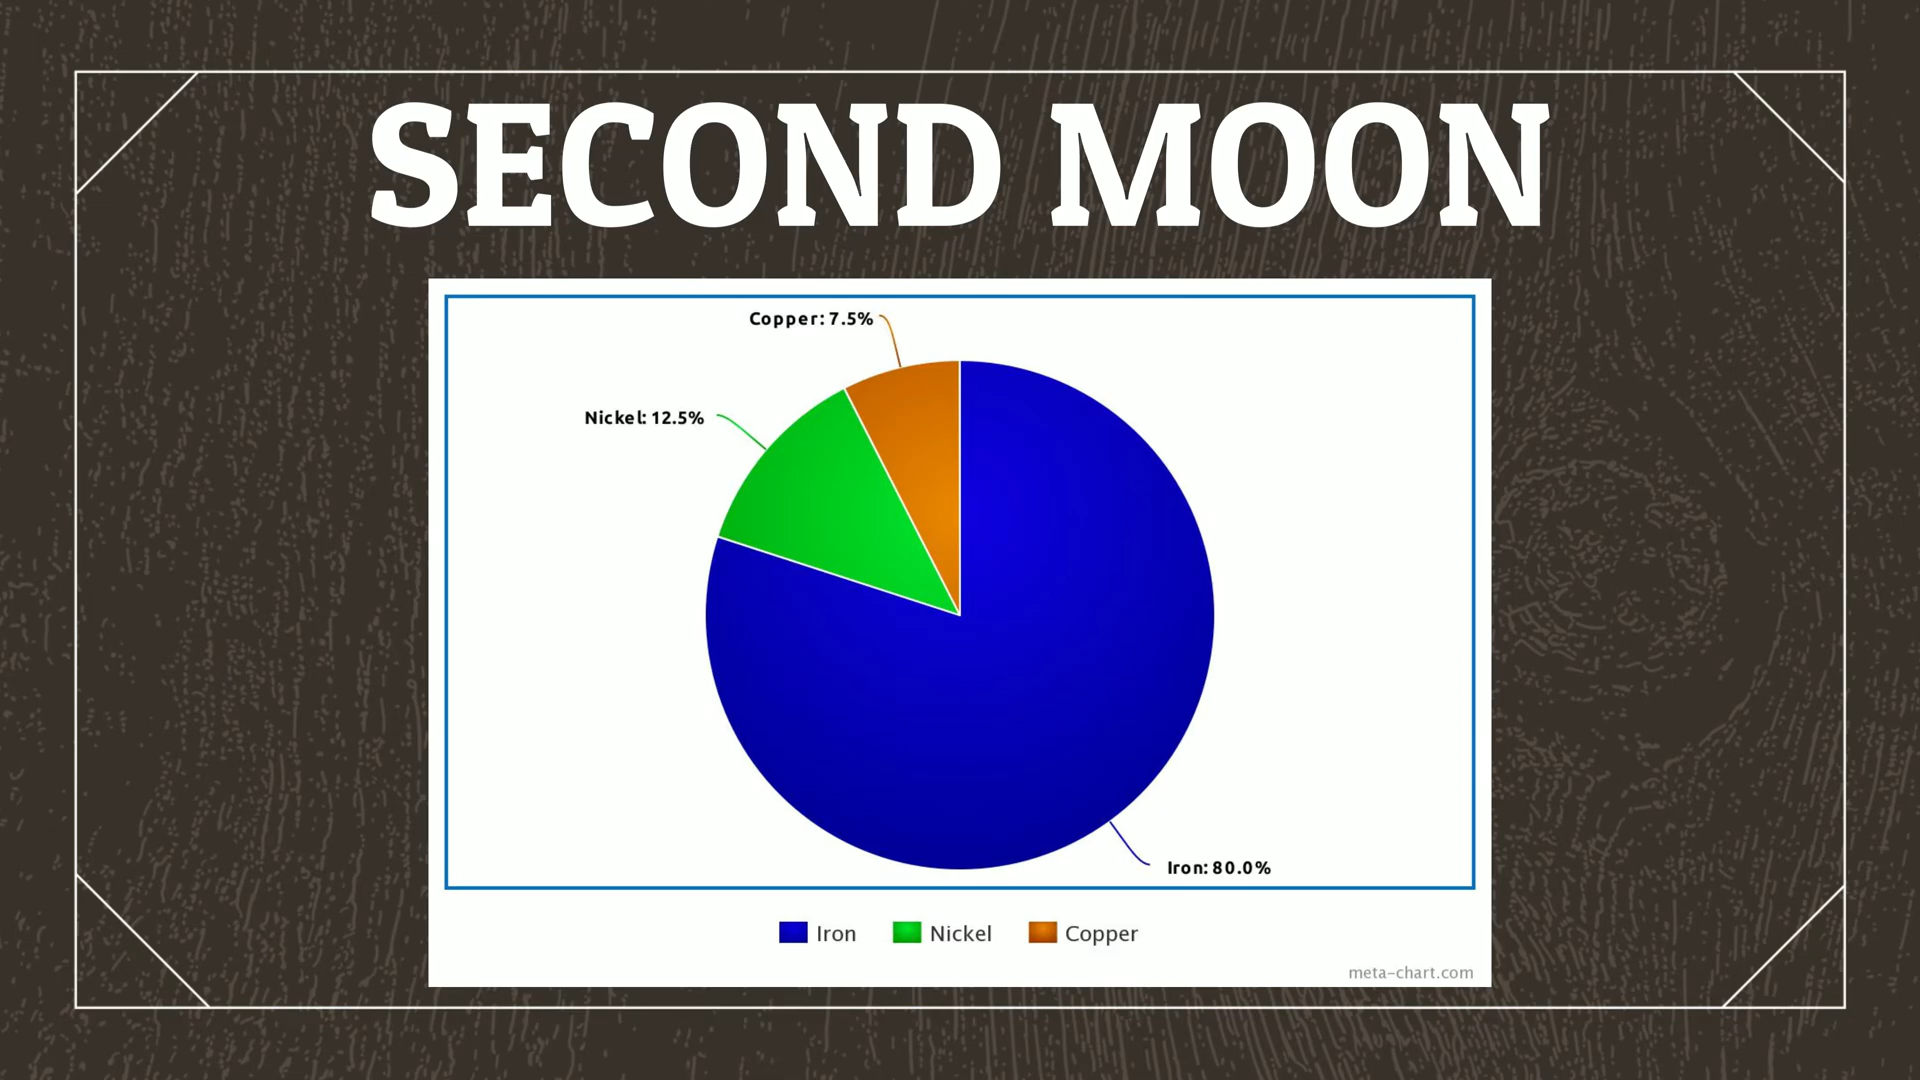 SECOND MOON
Copper: 7.5%
Nickel: 12.5%
Iron: 80.0%
Iron Nickel Copper
meta-chart.com